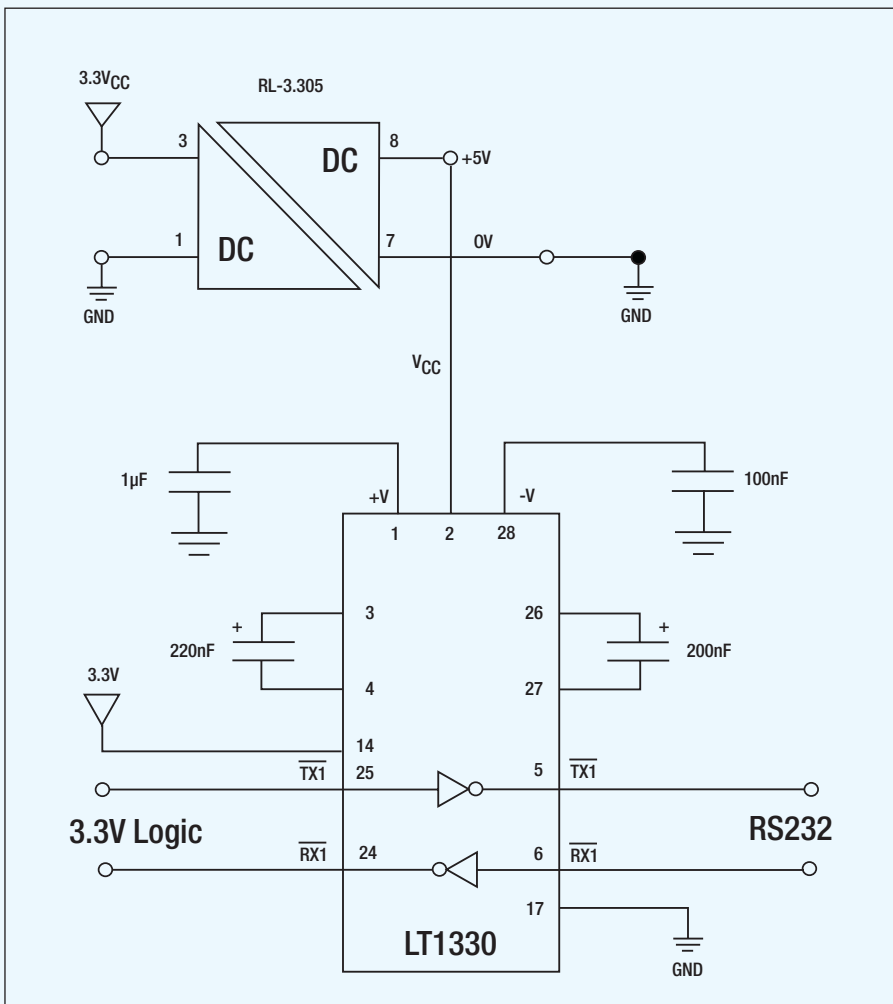 3.3VCC
RL-3.305
3
DC
8
+5V
1
DC
7
0V
GND
GND
VCC
1µF
+V
-V
100nF
1
2
28
3
26
+
220nF
+
200nF
3.3V
4
27
14
TX1
25
5
TX1
3.3V Logic
RS232
RX1
24
6
RX1
17
LT1330
GND